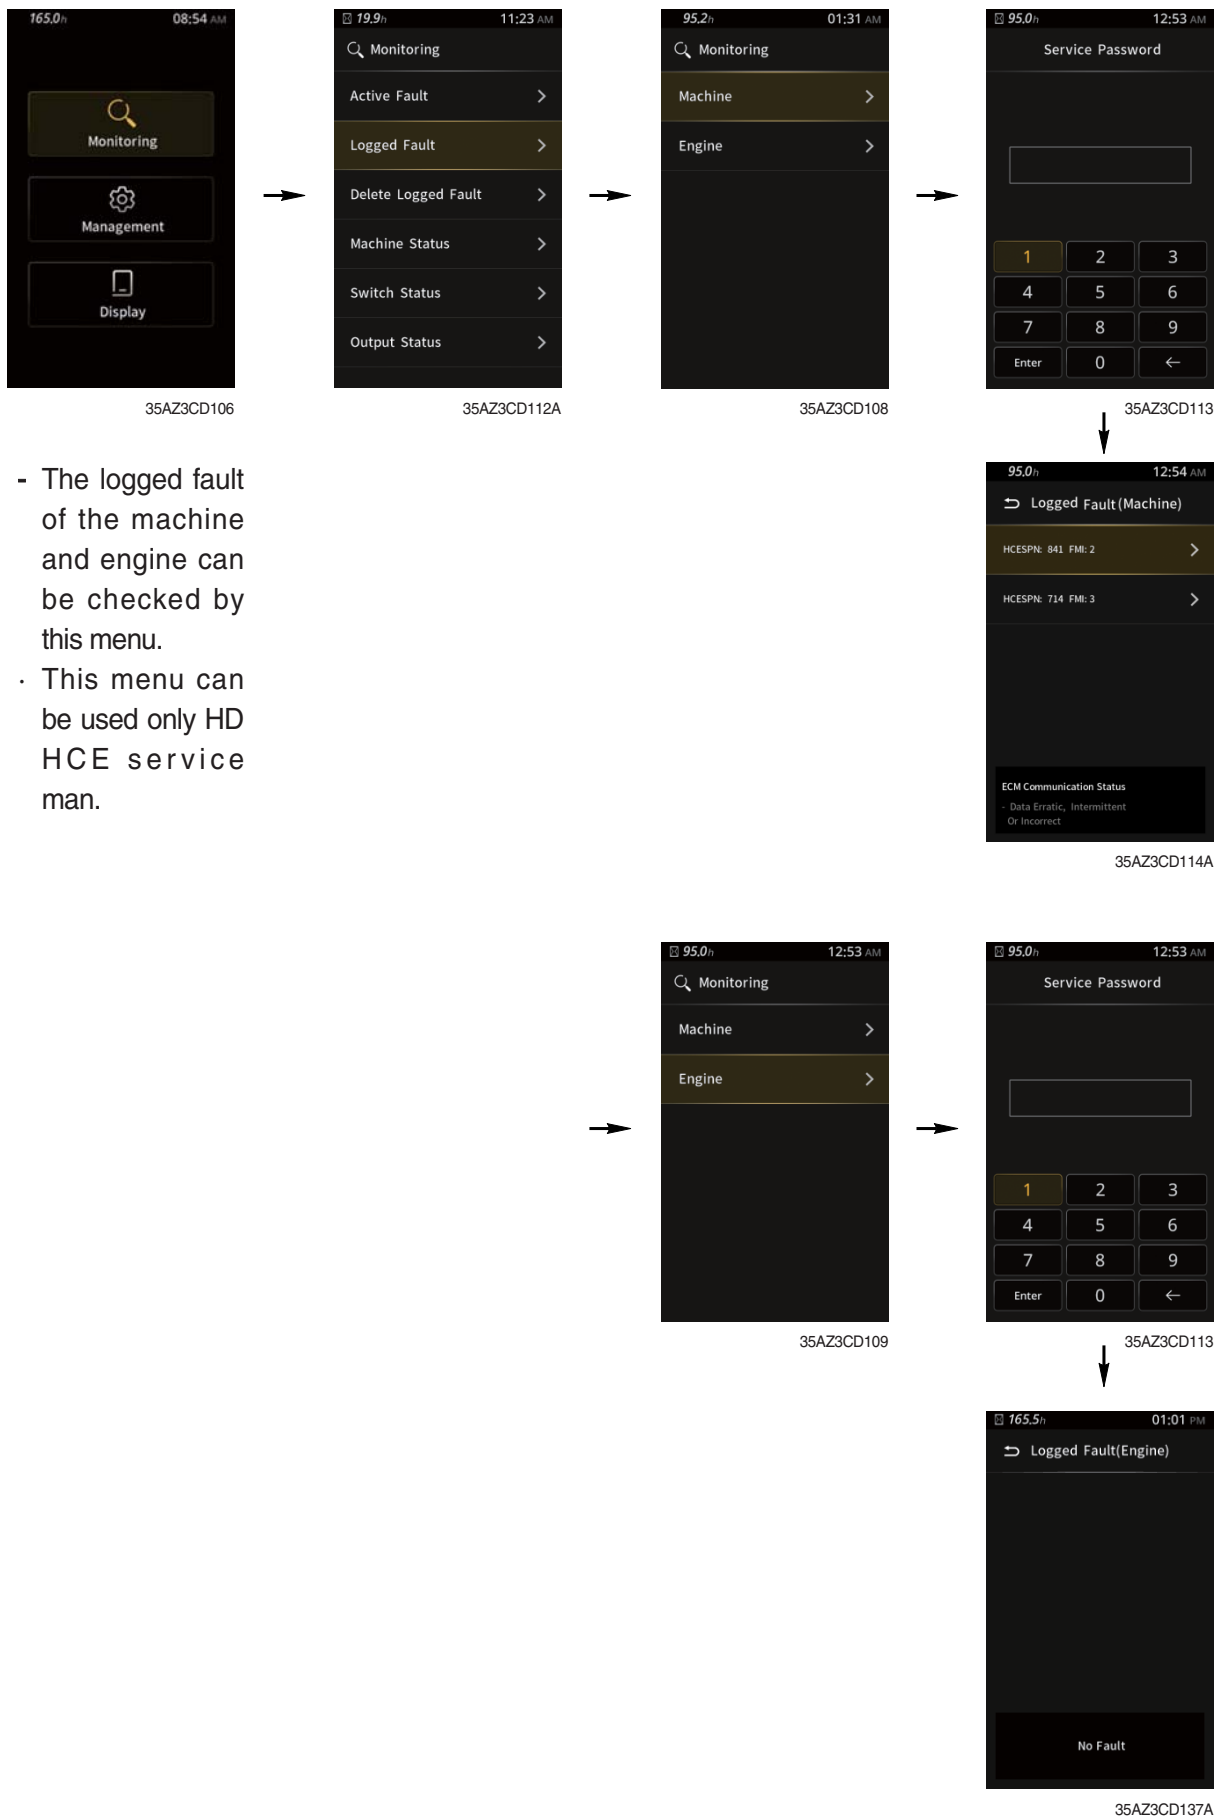 165.0h 08:54 AM
Monitoring
Management
Display
35AZ3CD106
19.9h 11:23 AM
Monitoring
Active Fault
Logged Fault
Delete Logged Fault
Machine Status
Switch Status
Output Status
35AZ3CD112A
95.2h 01:31 AM
Monitoring
Machine
Engine
35AZ3CD108
95.0h 12:53 AM
Service Password
1 2 3
4 5 6
7 8 9
Enter 0 ←
35AZ3CD113
- The logged fault
of the machine
and engine can
be checked by
this menu.
· This menu can
be used only HD
HCE service
man.
95.0h 12:54 AM
Logged Fault(Machine)
HCESPN: 841 FMI: 2
HCESPN: 714 FMI: 3
ECM Communication Status
- Data Erratic, Intermittent
Or Incorrect
35AZ3CD114A
95.0h 12:53 AM
Monitoring
Machine
Engine
35AZ3CD109
95.0h 12:53 AM
Service Password
1 2 3
4 5 6
7 8 9
Enter 0 ←
35AZ3CD113
165.5h 01:01 PM
Logged Fault(Engine)
No Fault
35AZ3CD137A